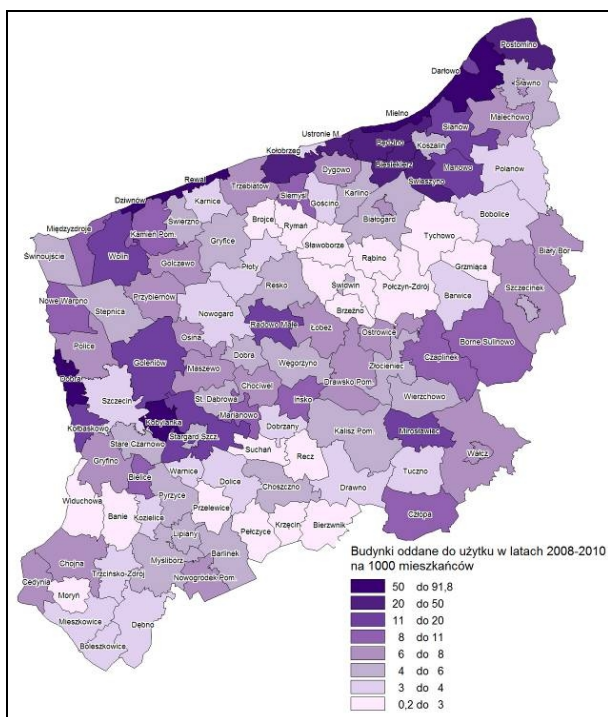 Postomino
Darłowo
Sławno
Mielno
Malechowo
Sianów
Ustronie M.
Będzino
Koszalin
Kołobrzeg
Biesiekierz
Manowo
Polanów
Dygowo
Świeszyno
Rewal
Trzebiatów
Siemyśl
Karlino
Dziwnów
Karnice
Gościno
Białogard
Bobolice
Międzyzdroje
Kamień Pom.
Świerzno
Brojce
Rymań
Tychowo
Gryfice
Sławoborze
Biały Bór
Świnoujście
Wolin
Golczewo
Płoty
Rąbino
Grzmiąca
Świdwin
Połczyn-Zdrój
Szczecinek
Resko
Barwice
Nowe Warpno
Przybiernów
Brzeżno
Stepnica
Nowogard
Radowo Małe
Łobez
Ostrowice
Borne Sulinowo
Police
Osina
Czaplinek
Goleniów
Dobra
Węgorzyno
Złocieniec
Maszewo
Dobra
Chociwel
Drawsko Pom.
Wierzchowo
Szczecin
St. Dąbrowa
Ińsko
Kobylanka
Marianowo
Kołbaskowo
Dobrzany
Kalisz Pom.
Mirosławiec
Stargard Szcz.
Stare Czarnowo
Suchań
Recz
Wałcz
Gryfino
Warnice
Bielice
Dolice
Tuczno
Pyrzyce
Choszczno
Drawno
Widuchowa
Banie
Kozielice
Przelewice
Człopa
Pełczyce
Krzęcin
Bierzwnik
Lipiany
Barlinek
Chojna
Myślibórz
Cedynia
Trzcińsko-Zdrój
Nowogródek Pom.
Moryń
Mieszkowice
Dębno
Boleszkowice
Budynki oddane do użytku w latach 2008-2010
na 1000 mieszkańców
50 do 91,8
20 do 50
11 do 20
8 do 11
6 do 8
4 do 6
3 do 4
0,2 do 3